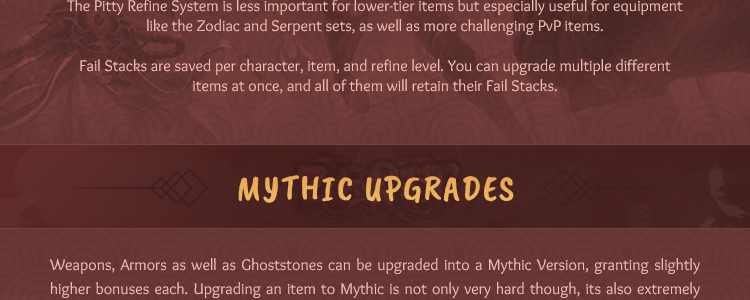 The Pitty Refine System is less important for lower-tier items but especially useful for equipment
like the Zodiac and Serpent sets, as well as more challenging PvP items.
Fail Stacks are saved per character, item, and refine level. You can upgrade multiple different
items at once, and all of them will retain their Fail Stacks.
MYTHIC UPGRADES
Weapons, Armors as well as Ghoststones can be upgraded into a Mythic Version, granting slightly
higher bonuses each. Upgrading an item to Mythic is not only very hard though, its also extremely